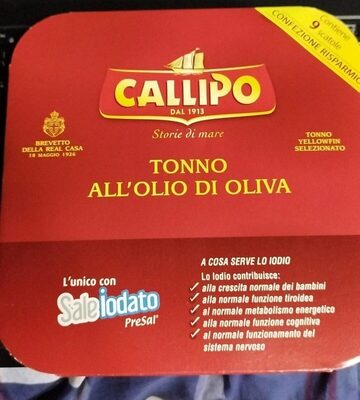 Contiene
9 scatole
CONFEZIONE RISPARMIO
CALLIPO
DAL 1913
Storie di mare
BREVETTO
DELLA REAL CASA
18 MAGGIO 1926
TONNO
YELLOWFIN
SELEZIONATO
TONNO
ALL'OLIO DI OLIVA
L'unico con
Sale iodato
PreSal®
A COSA SERVE LO IODIO
Lo Iodio contribuisce:
alla crescita normale dei bambini
alla normale funzione tiroidea
al normale metabolismo energetico
alla normale funzione cognitiva
al normale funzionamento del
sistema nervoso